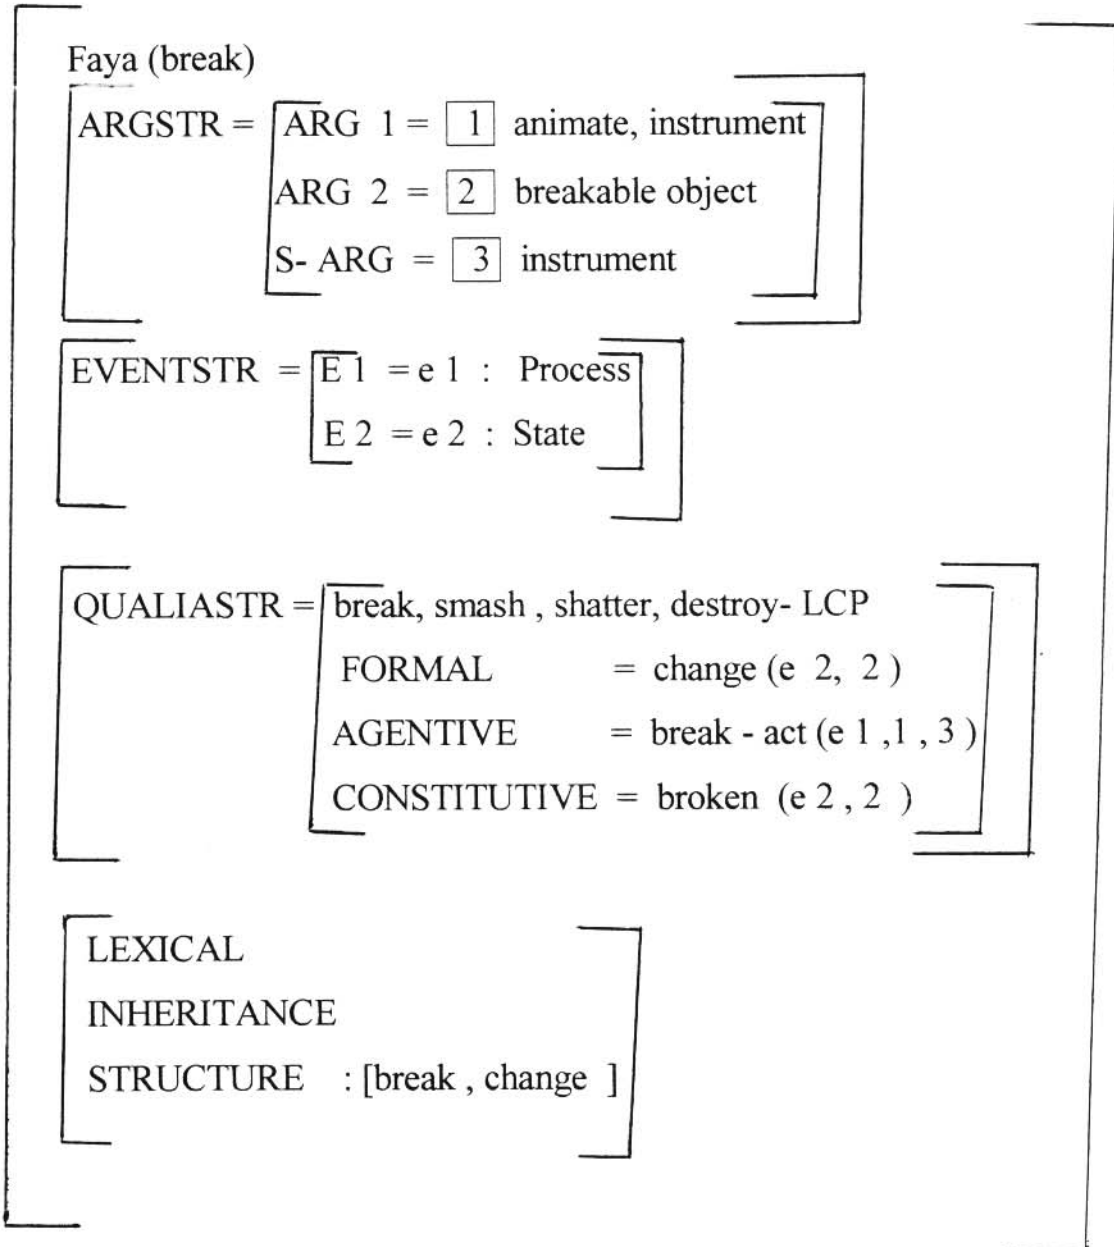 Faya (break)
ARGSTR = ARG 1 = 1 animate, instrument
ARG 2 = 2 breakable object
S- ARG = 3 instrument
EVENTSTR = E 1 = e 1 : Process
E 2 = e 2 : State
QUALIASTR = break, smash , shatter, destroy- LCP
FORMAL = change (e 2, 2 )
AGENTIVE = break - act (e 1 ,1 , 3 )
CONSTITUTIVE = broken (e 2 , 2 )
LEXICAL
INHERITANCE
STRUCTURE : [break , change ]